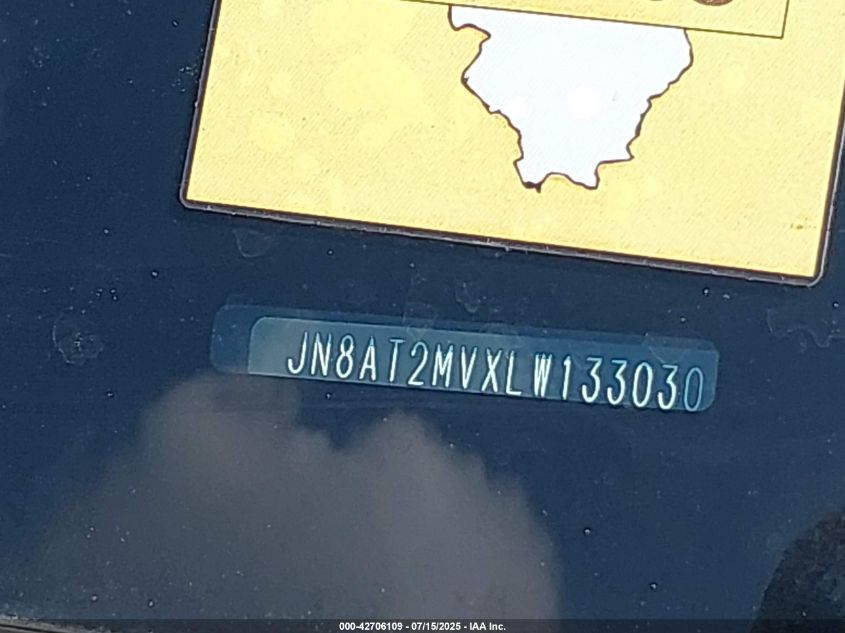 JN8AT2MVXLW133030
000-42706109 - 07/15/2025 - IAA Inc.